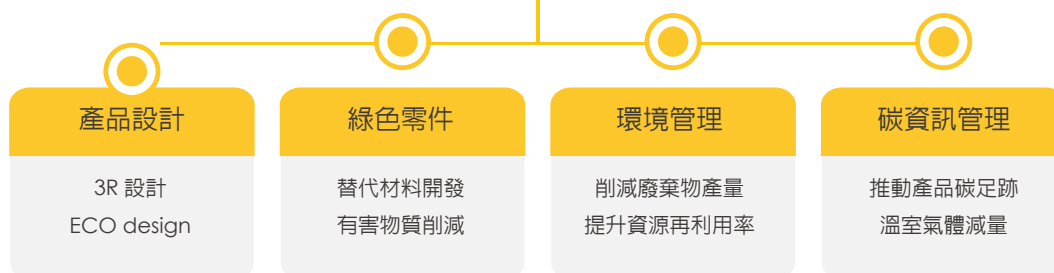 產品設計
3R 設計
ECO design
綠色零件
替代材料開發
有害物質削減
環境管理
削減廢棄物產量
提升資源再利用率
碳資訊管理
推動產品碳足跡
溫室氣體減量